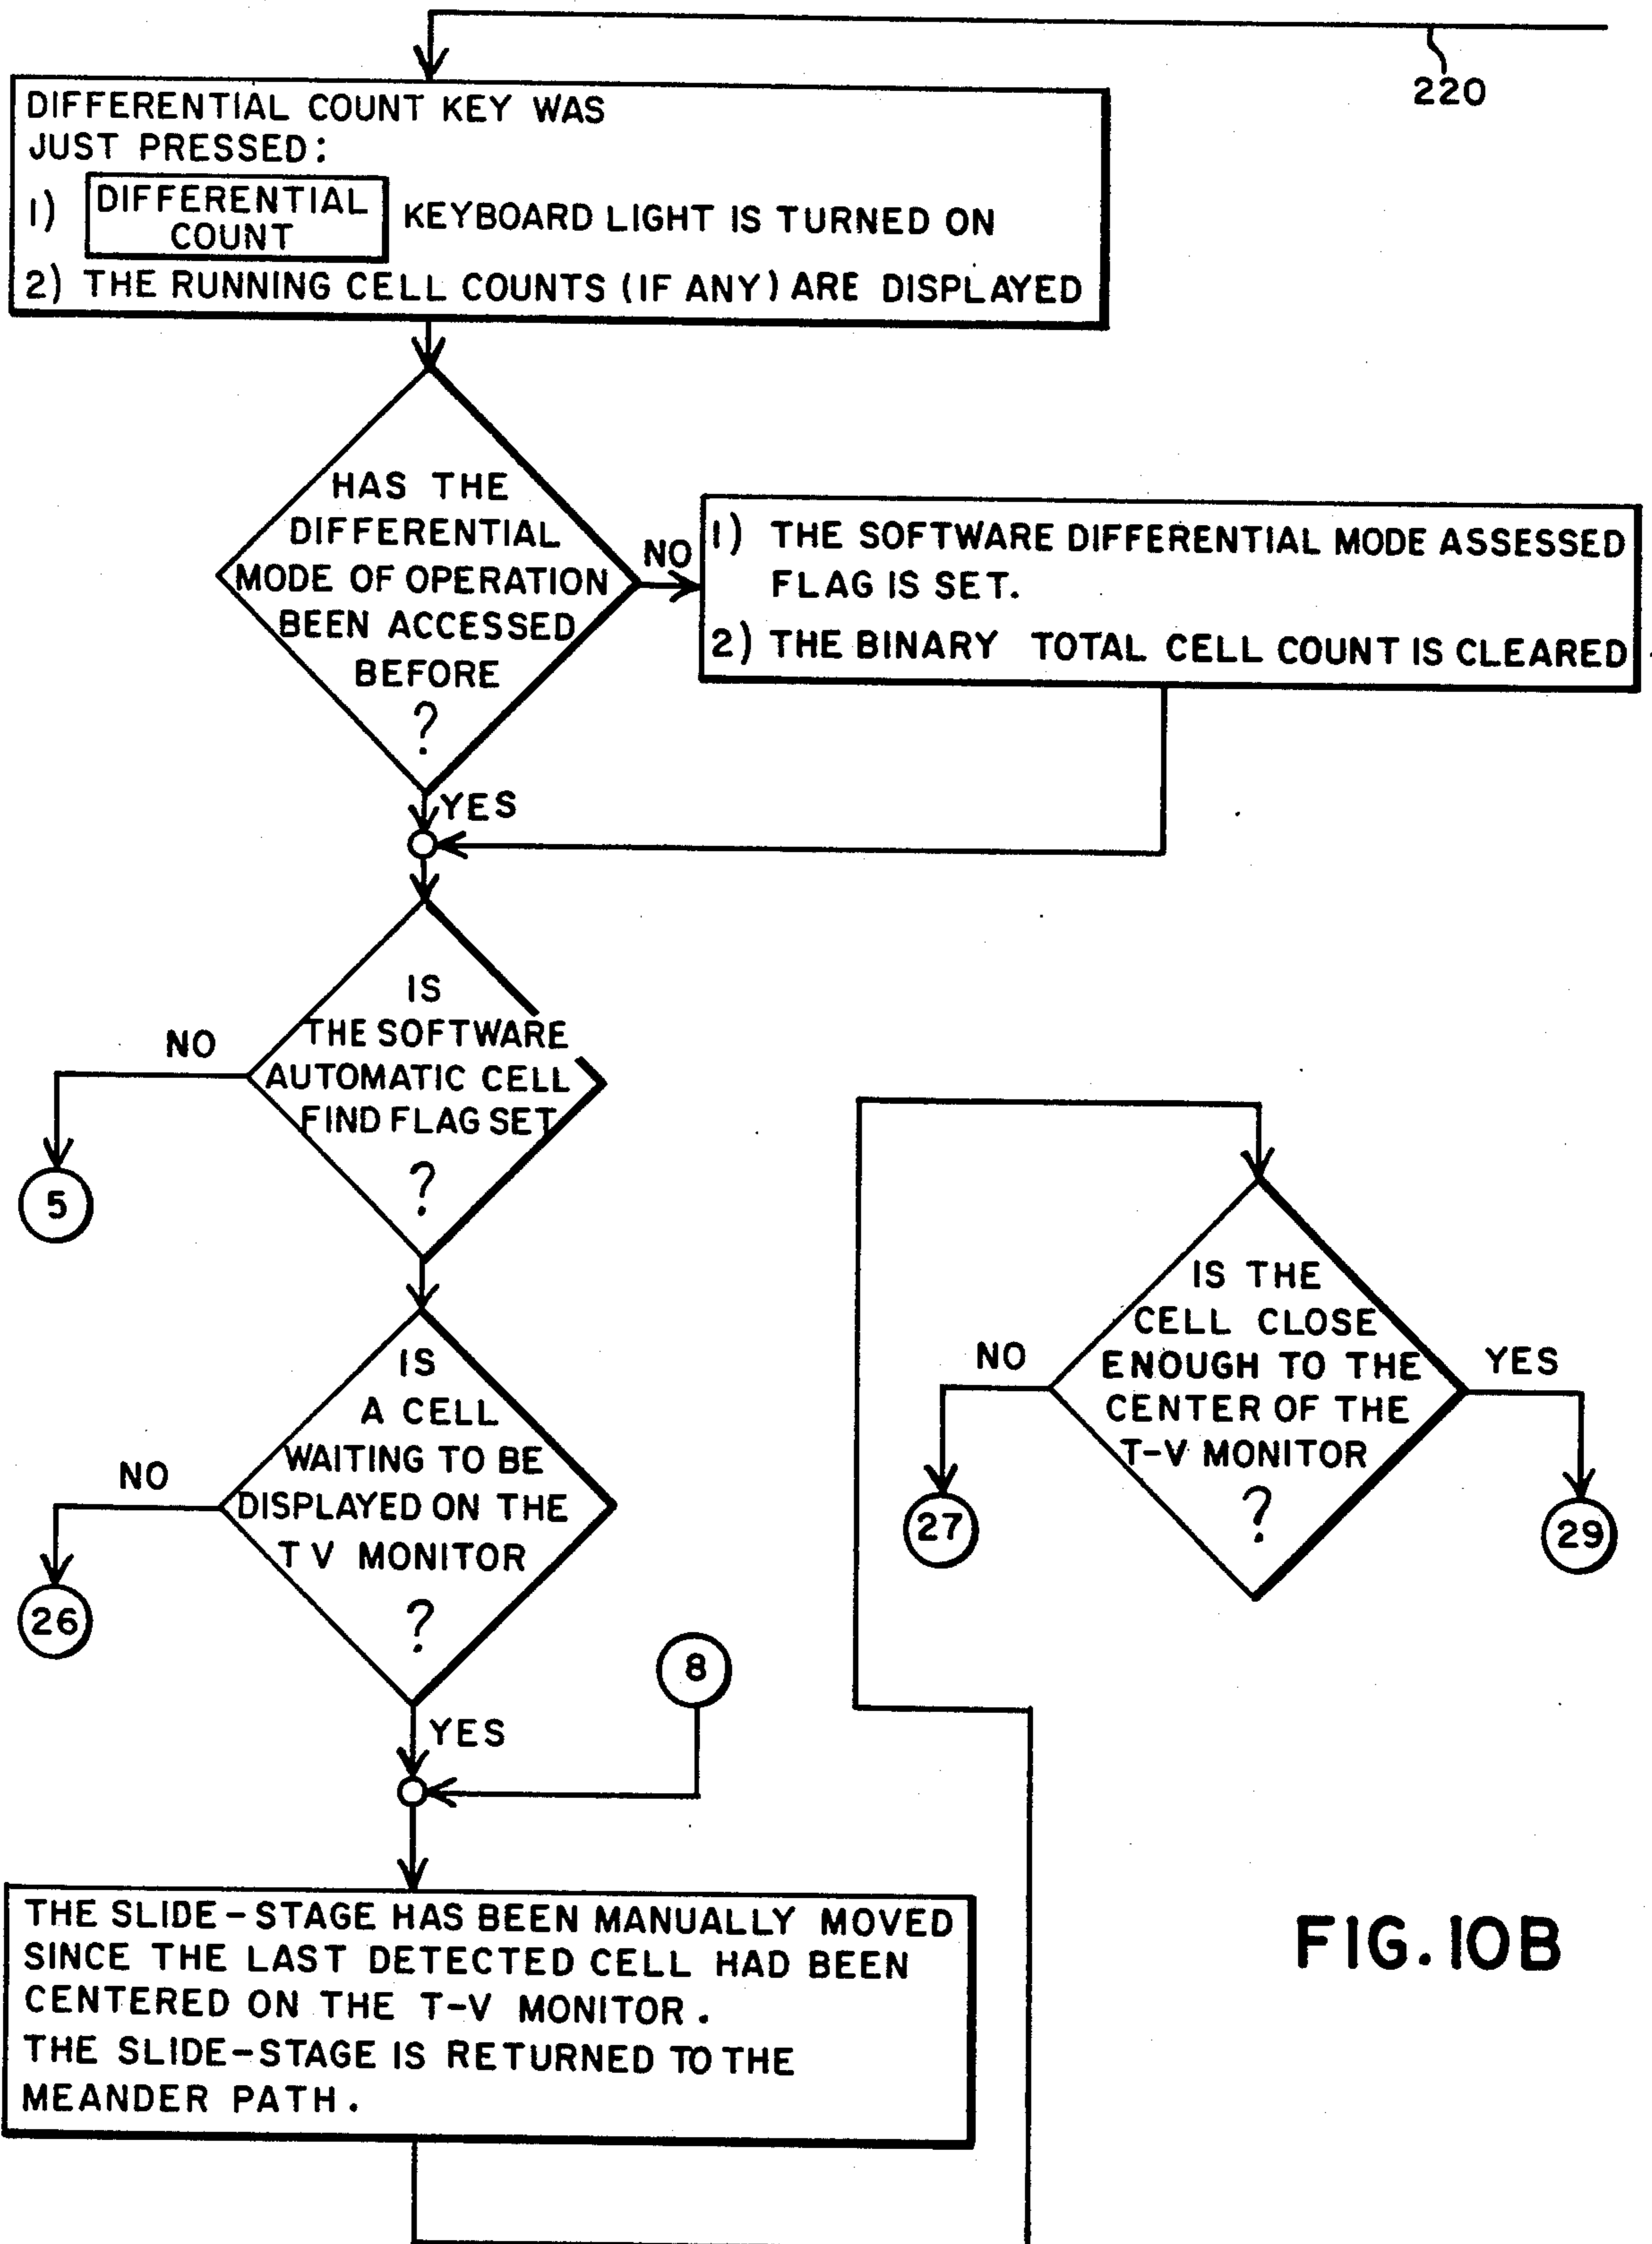 220
DIFFERENTIAL COUNT KEY WAS
JUST PRESSED:
1) DIFFERENTIAL COUNT KEYBOARD LIGHT IS TURNED ON
2) THE RUNNING CELL COUNTS (IF ANY) ARE DISPLAYED
HAS THE
DIFFERENTIAL
MODE OF OPERATION
BEEN ACCESSED
BEFORE
?
NO
1) THE SOFTWARE DIFFERENTIAL MODE ASSESSED
FLAG IS SET.
2) THE BINARY TOTAL CELL COUNT IS CLEARED
YES
IS
THE SOFTWARE
AUTOMATIC CELL
FIND FLAG SET
?
NO
5
IS
A CELL
WAITING TO BE
DISPLAYED ON THE
T V MONITOR
?
NO
26
YES
8
THE SLIDE-STAGE HAS BEEN MANUALLY MOVED
SINCE THE LAST DETECTED CELL HAD BEEN
CENTERED ON THE T-V MONITOR.
THE SLIDE-STAGE IS RETURNED TO THE
MEANDER PATH.
IS THE
CELL CLOSE
ENOUGH TO THE
CENTER OF THE
T-V MONITOR
?
NO
27
YES
29
FIG. 10B